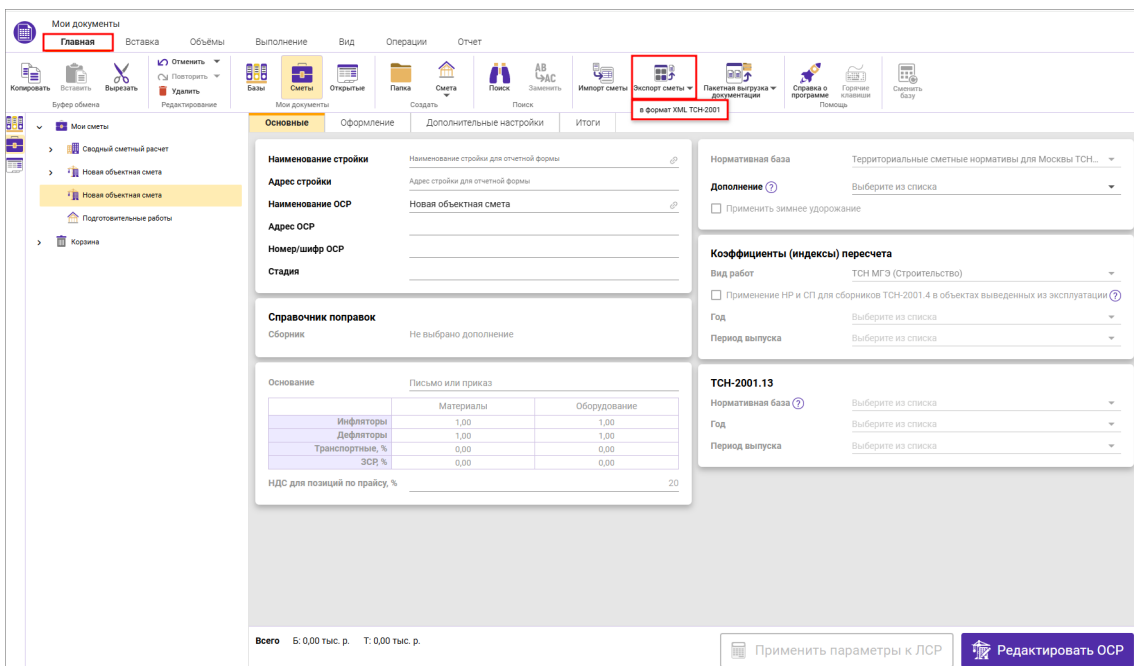 Мои документы
Главная Вставка Объёмы Выполнение Вид Операции Отчет
Копировать Вставить Вырезать Отменить Повторить Удалить Базы Сметы Открытые Папка Смета Поиск Заменить Импорт сметы Экспорт сметы Пакетная выгрузка документации Справка о программе Горячие клавиши Сменить базу
Буфер обмена Редактирование Мои документы Создать Поиск Помощь
в формат XML ТСН-2001
Мои сметы
Сводный сметный расчет
Новая объектная смета
Новая объектная смета
Подготовительные работы
Корзина
Основные Оформление Дополнительные настройки Итоги
Наименование стройки Наименование стройки для отчетной формы
Адрес стройки Адрес стройки для отчетной формы
Наименование ОСР Новая объектная смета
Адрес ОСР
Номер/шифр ОСР
Стадия
Справочник поправок
Сборник Не выбрано дополнение
Основание Письмо или приказ
Материалы Оборудование
Инфляторы 1,00 1,00
Дефляторы 1,00 1,00
Транспортные, % 0,00 0,00
ЗСР, % 0,00 0,00
НДС для позиций по прайсу, % 20
Нормативная база Территориальные сметные нормативы для Москвы ТСН...
Дополнение ? Выберите из списка
Применить зимнее удорожание
Коэффициенты (индексы) пересчета
Вид работ ТСН МГЭ (Строительство)
Применение НР и СП для сборников ТСН-2001.4 в объектах выведенных из эксплуатации ?
Год Выберите из списка
Период выпуска Выберите из списка
ТСН-2001.13
Нормативная база ? Выберите из списка
Год Выберите из списка
Период выпуска Выберите из списка
Всего Б: 0,00 тыс. р. Т: 0,00 тыс. р.
Применить параметры к ЛСР
Редактировать ОСР